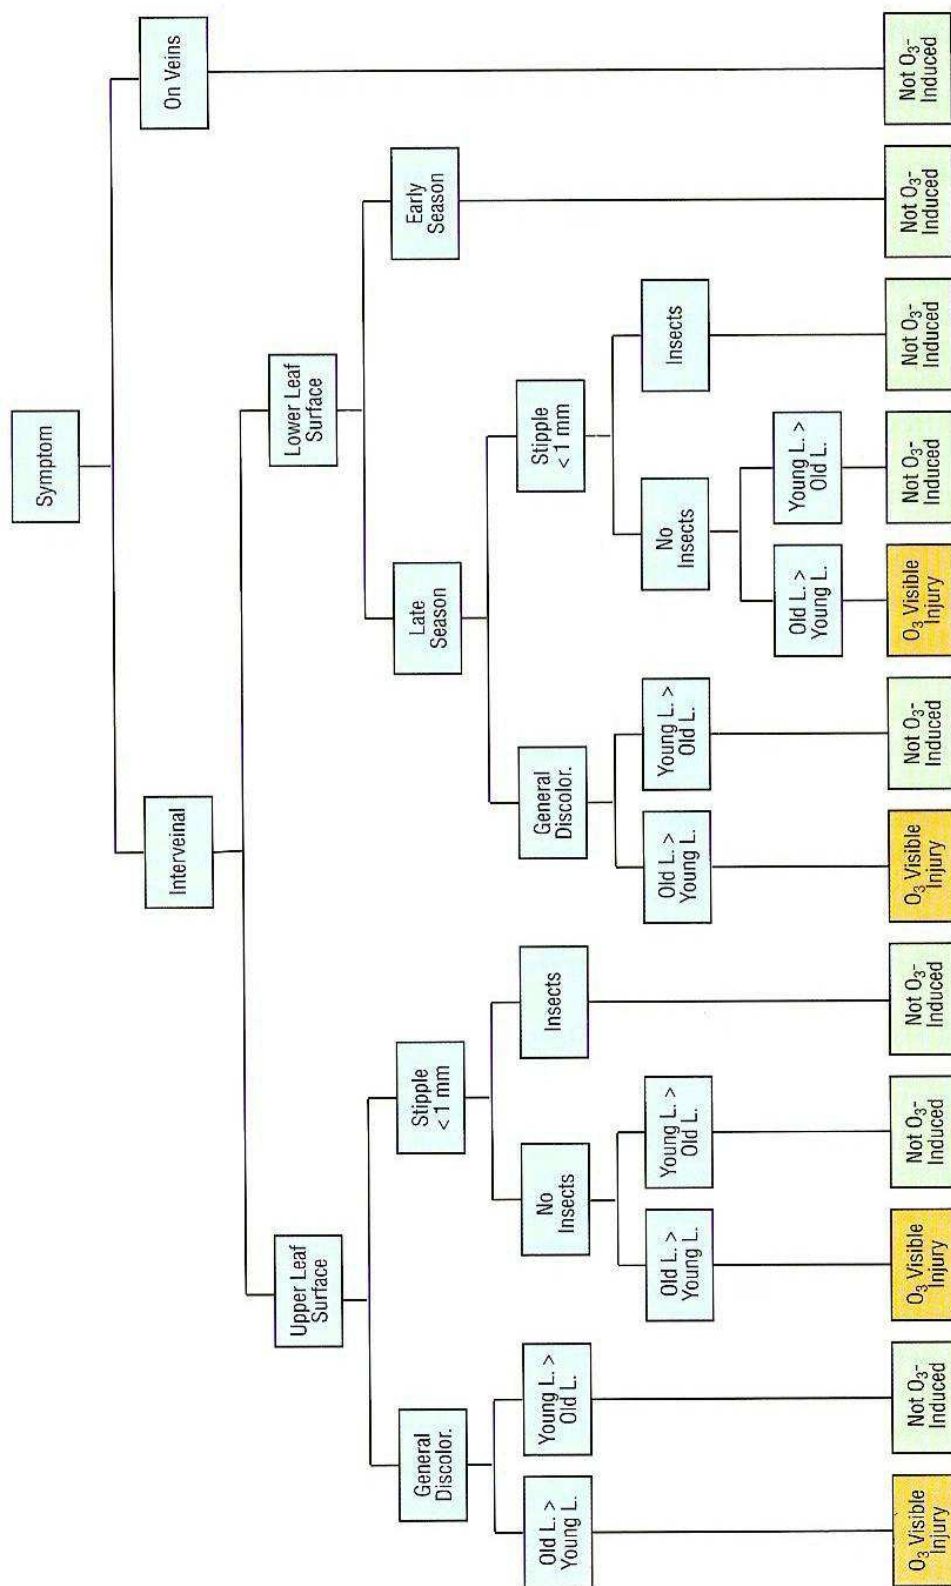 Symptom
Interveinal
On Veins
Upper Leaf
Surface
Lower Leaf
Surface
General
Discolor.
Stipple
< 1 mm
Late
Season
Early
Season
Old L. >
Young L.
Young L. >
Old L.
No
Insects
Insects
General
Discolor.
Stipple
< 1 mm
Old L. >
Young L.
Young L. >
Old L.
Old L. >
Young L.
Young L. >
Old L.
No
Insects
Insects
Old L. >
Young L.
Young L. >
Old L.
O₃ Visible
Injury
Not O₃-
Induced
O₃ Visible
Injury
Not O₃-
Induced
Not O₃-
Induced
O₃ Visible
Injury
Not O₃-
Induced
O₃ Visible
Injury
Not O₃-
Induced
Not O₃-
Induced
Not O₃-
Induced
Not O₃-
Induced